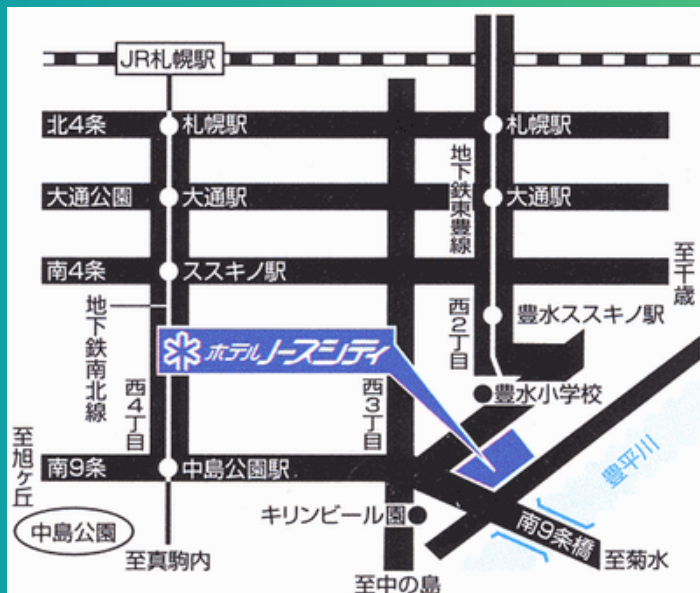 JR札幌駅
北4条
札幌駅
札幌駅
地下鉄東豊線
大通公園
大通駅
大通駅
至千歳
南4条
ススキノ駅
豊水ススキノ駅
西2丁目
地下鉄南北線
ホテルノースシティ
西4丁目
西3丁目
豊水小学校
至旭ヶ丘
南9条
中島公園駅
豊平川
中島公園
キリンビール園
南9条橋
至真駒内
至菊水
至中の島